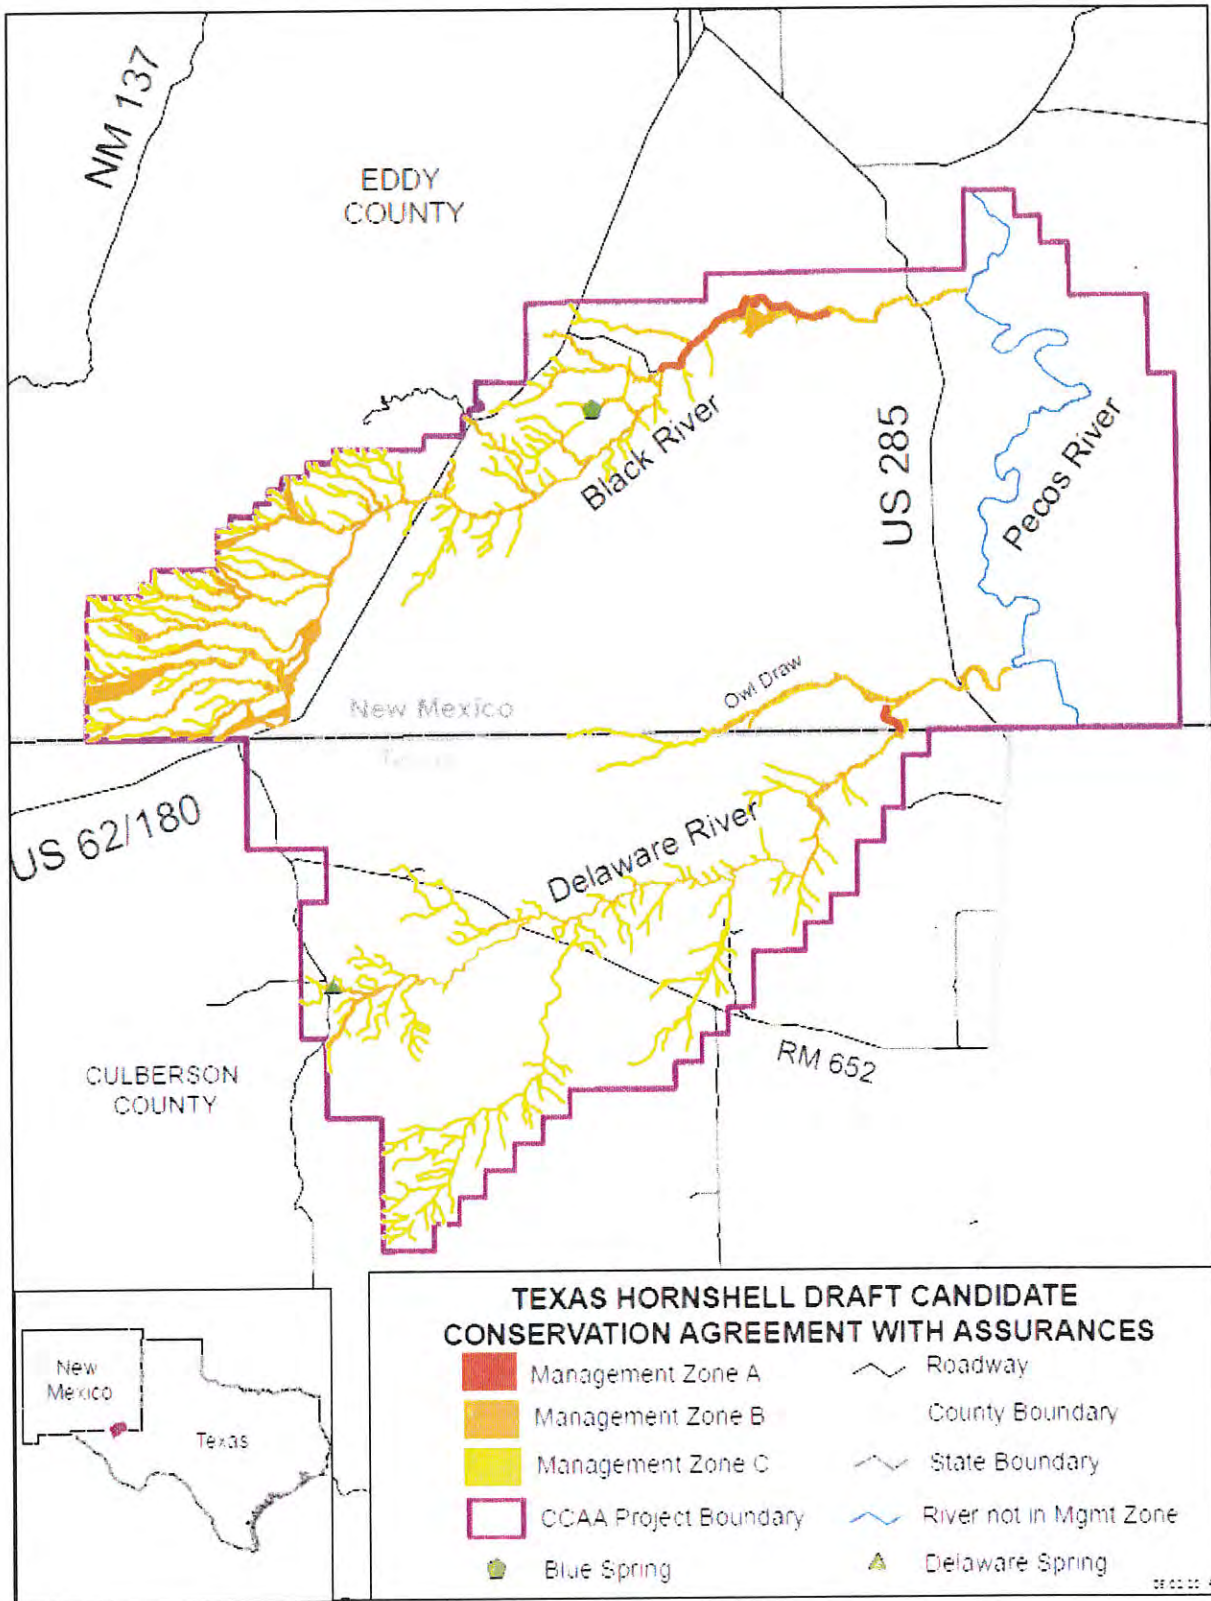 NM 137
EDDY
COUNTY
Black River
US 285
Pecos River
Owl Draw
New Mexico
US 62/180
Delaware River
RM 652
CULBERSON
COUNTY
TEXAS HORNSHELL DRAFT CANDIDATE
CONSERVATION AGREEMENT WITH ASSURANCES
Management Zone A
Roadway
Management Zone B
County Boundary
Management Zone C
State Boundary
CCAA Project Boundary
River not in Mgmt Zone
Blue Spring
Delaware Spring
New
Mexico
Texas